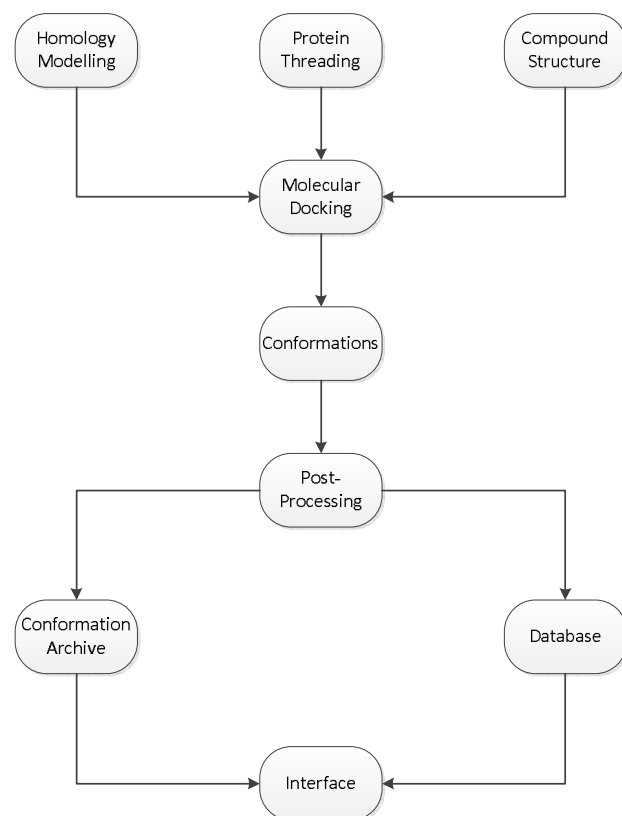 Homology
Modelling
Protein
Threading
Compound
Structure
Molecular
Docking
Conformations
Post-
Processing
Conformation
Archive
Database
Interface